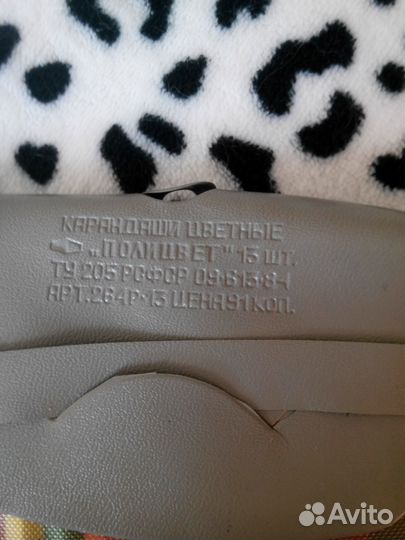 КАРАНДАШИ ЦВЕТНЫЕ
„ПОЛИЦВЕТ" 13 ШТ.
ТУ 205 РСФСР 09·613·84
АРТ.264Р·13 ЦЕНА 91 КОП.
Avito